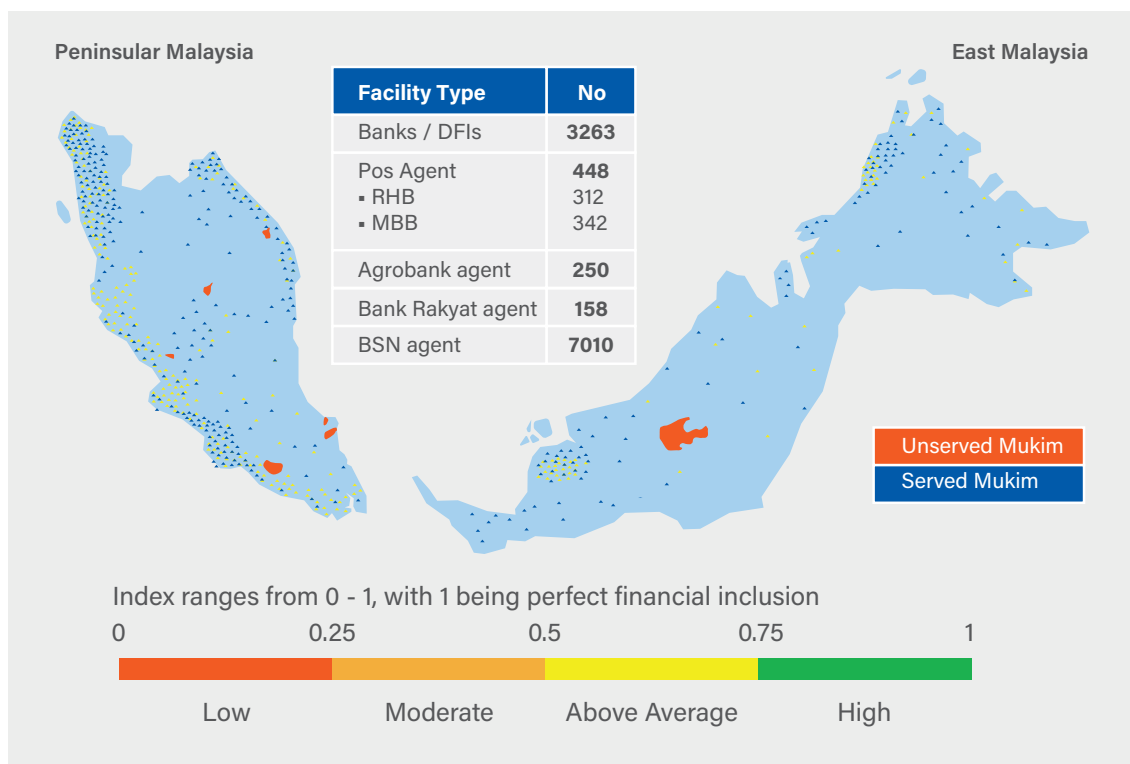 Peninsular Malaysia
East Malaysia
Facility Type No
Banks / DFIs 3263
Pos Agent 448
▪ RHB 312
▪ MBB 342
Agrobank agent 250
Bank Rakyat agent 158
BSN agent 7010
Unserved Mukim
Served Mukim
Index ranges from 0 - 1, with 1 being perfect financial inclusion
0 0.25 0.5 0.75 1
Low Moderate Above Average High